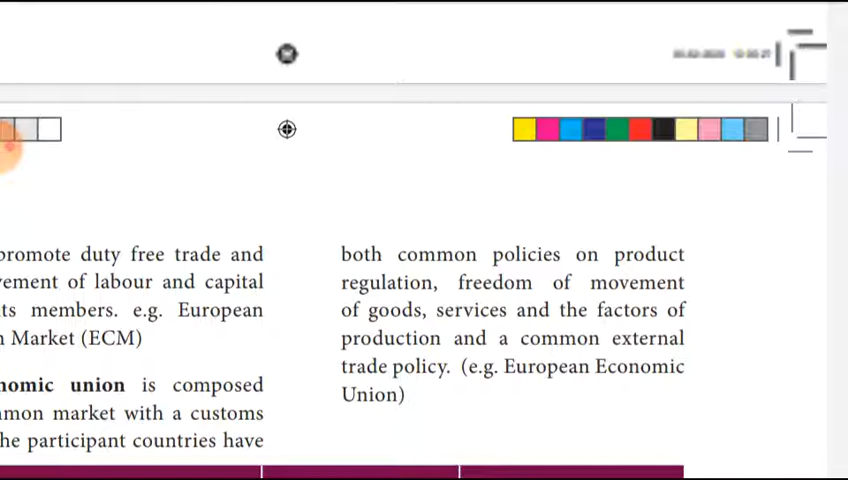 promote duty free trade and
vement of labour and capital
ts members. e.g. European
n Market (ECM)
nomic union is composed
mmon market with a customs
he participant countries have
both common policies on product
regulation, freedom of movement
of goods, services and the factors of
production and a common external
trade policy. (e.g. European Economic
Union)